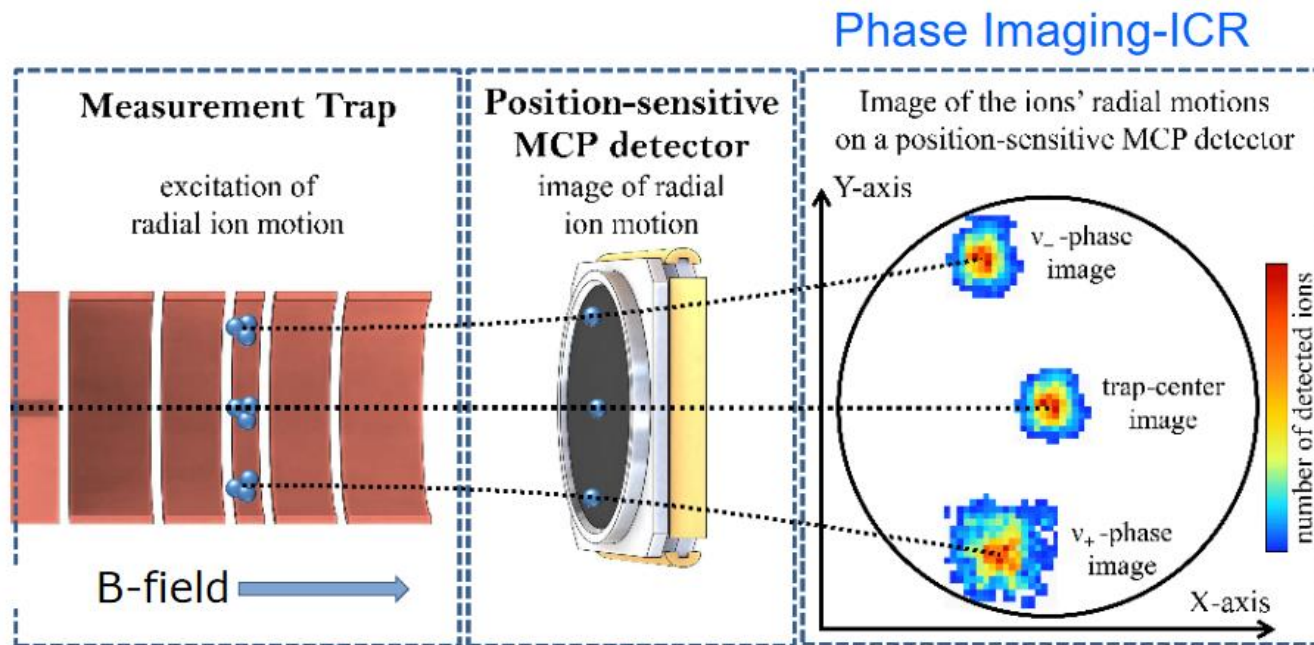 Phase Imaging-ICR
Measurement Trap
excitation of
radial ion motion
B-field
Position-sensitive
MCP detector
image of radial
ion motion
Image of the ions' radial motions
on a position-sensitive MCP detector
Y-axis
ν₋-phase
image
trap-center
image
ν₊-phase
image
X-axis
number of detected ions